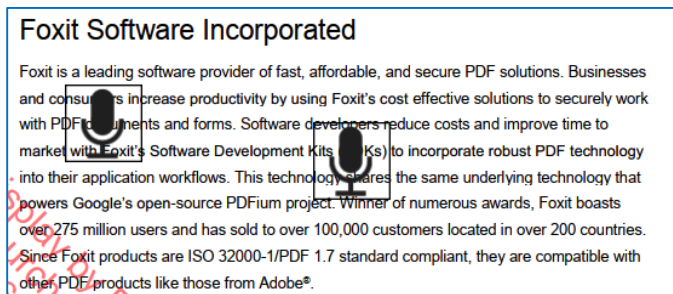 Foxit Software Incorporated
Foxit is a leading software provider of fast, affordable, and secure PDF solutions. Businesses
and consumers increase productivity by using Foxit's cost effective solutions to securely work
with PDF documents and forms. Software developers reduce costs and improve time to
market with Foxit's Software Development Kits (SDKs) to incorporate robust PDF technology
into their application workflows. This technology shares the same underlying technology that
powers Google's open-source PDFium project. Winner of numerous awards, Foxit boasts
over 275 million users and has sold to over 100,000 customers located in over 200 countries.
Since Foxit products are ISO 32000-1/PDF 1.7 standard compliant, they are compatible with
other PDF products like those from Adobe®.